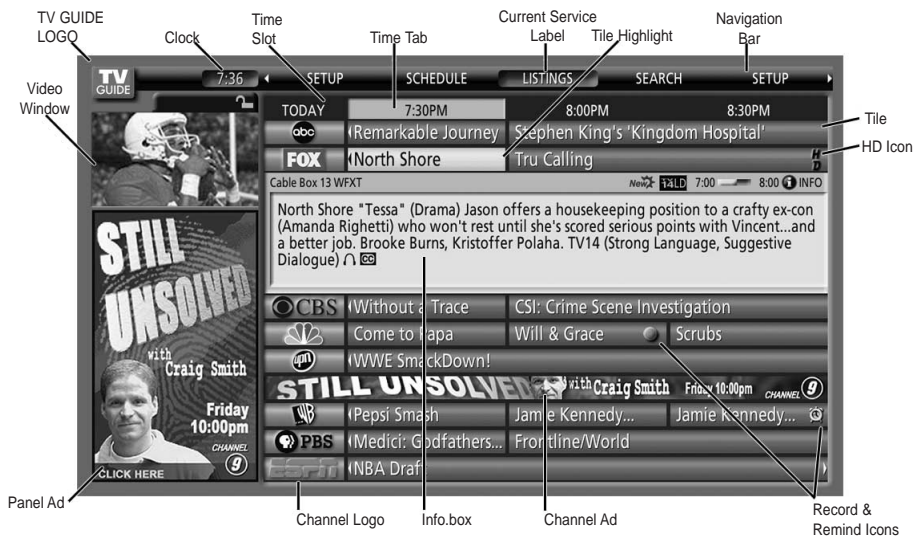 TV GUIDE
LOGO
Clock
Time
Slot
Time Tab
Current Service
Label
Tile Highlight
Navigation
Bar
Video
Window
TV
GUIDE
7:36
SETUP
SCHEDULE
LISTINGS
SEARCH
SETUP
TODAY
7:30PM
8:00PM
8:30PM
Tile
abc
Remarkable Journey
Stephen King's 'Kingdom Hospital'
HD Icon
FOX
North Shore
Tru Calling
HD
Cable Box 13 WFXT
New
14LD
7:00
8:00
INFO
North Shore "Tessa" (Drama) Jason offers a housekeeping position to a crafty ex-con
(Amanda Righetti) who won't rest until she's scored serious points with Vincent...and
a better job. Brooke Burns, Kristoffer Polaha. TV14 (Strong Language, Suggestive
Dialogue) CC
STILL
UNSOLVED
with
Craig Smith
Friday
10:00pm
CHANNEL
9
CLICK HERE
CBS
Without a Trace
CSI: Crime Scene Investigation
Come to Papa
Will & Grace
Scrubs
upn
WWE SmackDown!
STILL UNSOLVED with Craig Smith Friday 10:00pm CHANNEL 9
WB
Pepsi Smash
Jamie Kennedy...
Jamie Kennedy...
PBS
Medici: Godfathers...
Frontline/World
ESPN
NBA Draft
Panel Ad
Channel Logo
Info.box
Channel Ad
Record &
Remind Icons